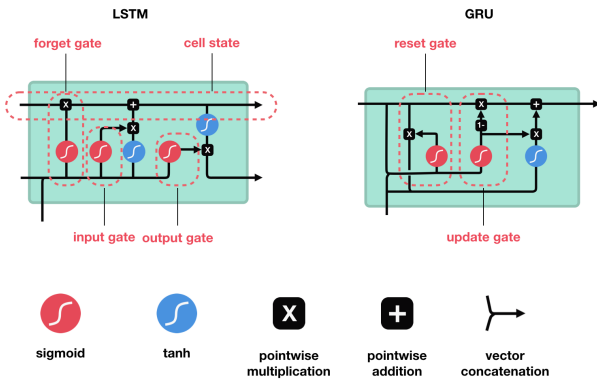 LSTM
GRU
forget gate
cell state
reset gate
X
+
X
X
X
+
1-
X
X
input gate
output gate
update gate
X
+
sigmoid
tanh
pointwise
multiplication
pointwise
addition
vector
concatenation